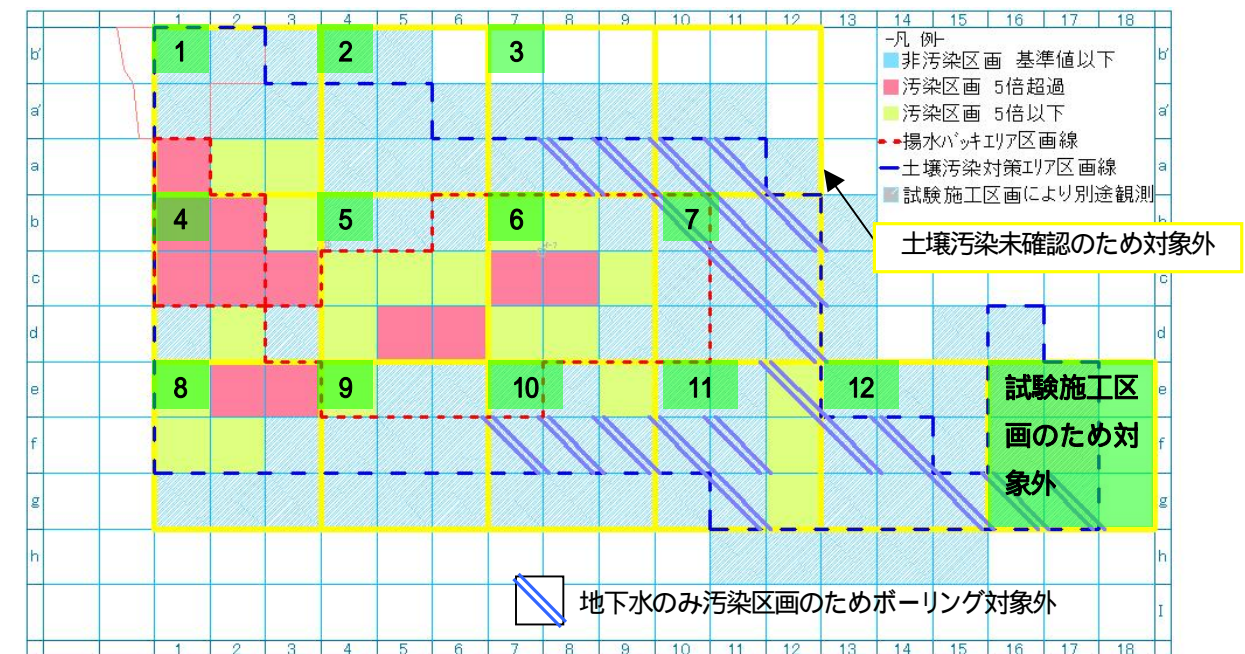 1 2 3 4 5 6 7 8 9 10 11 12 13 14 15 16 17 18
b' 1 2 3 b'
-凡 例-
非汚染区画 基準値以下
汚染区画 5倍超過
a' 汚染区画 5倍以下 a'
揚水バッキエリア区画線
a 土壌汚染対策エリア区画線 a
試験施工区画により別途観測
b 4 5 6 7 b
土壌汚染未確認のため対象外
c c
d d
e 8 9 10 11 12 試験施工区 e
f 画のため対 f
象外
g g
h h
地下水のみ汚染区画のためボーリング対象外
I
1 2 3 4 5 6 7 8 9 10 11 12 13 14 15 16 17 18